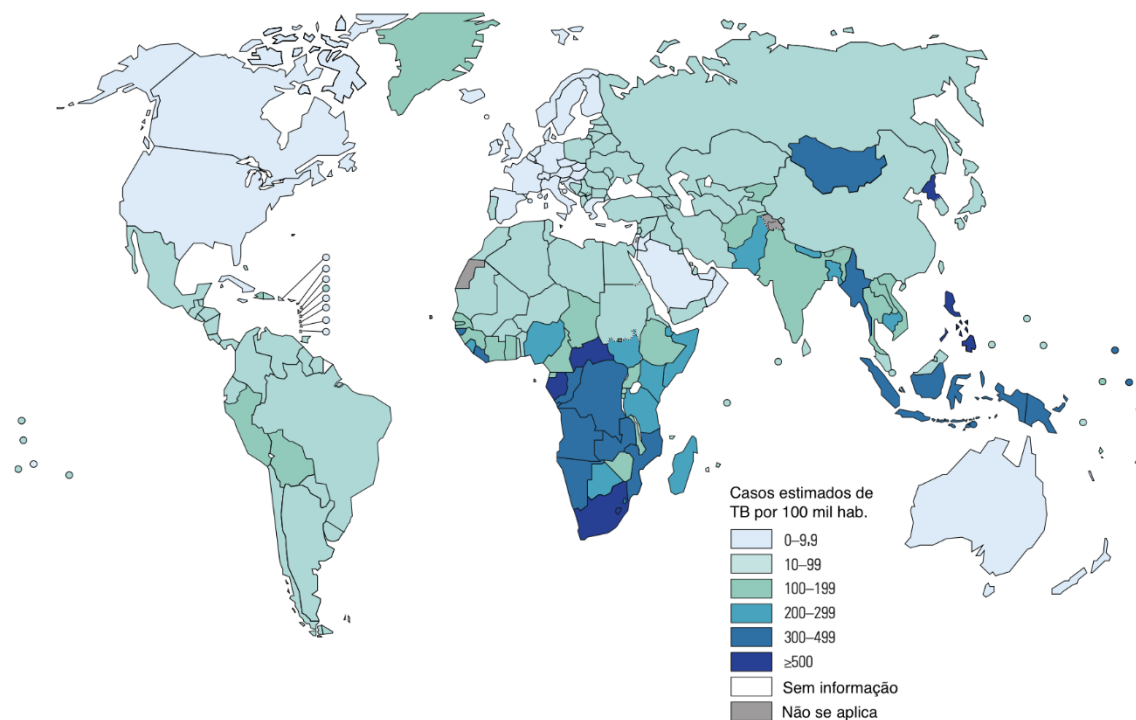 Casos estimados de
TB por 100 mil hab.
0–9,9
10–99
100–199
200–299
300–499
≥500
Sem informação
Não se aplica